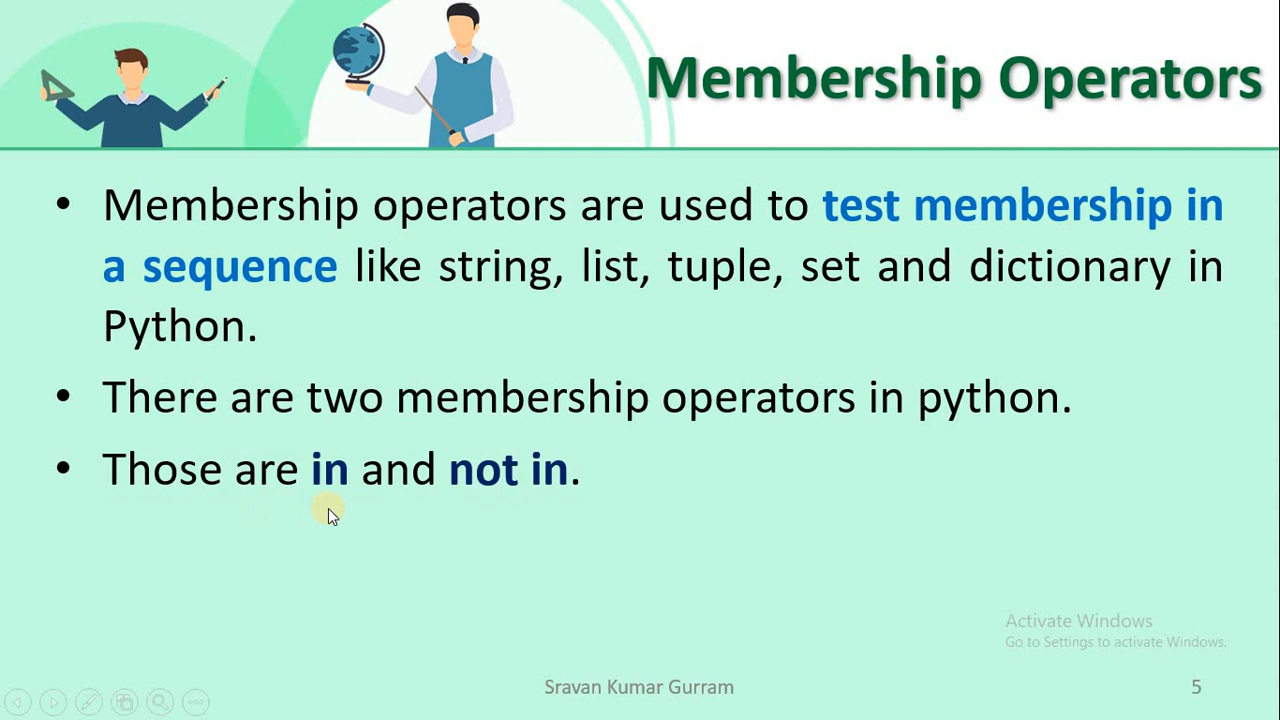 Membership Operators
• Membership operators are used to test membership in
a sequence like string, list, tuple, set and dictionary in
Python.
• There are two membership operators in python.
• Those are in and not in.
Activate Windows
Go to Settings to activate Windows.
Sravan Kumar Gurram
5